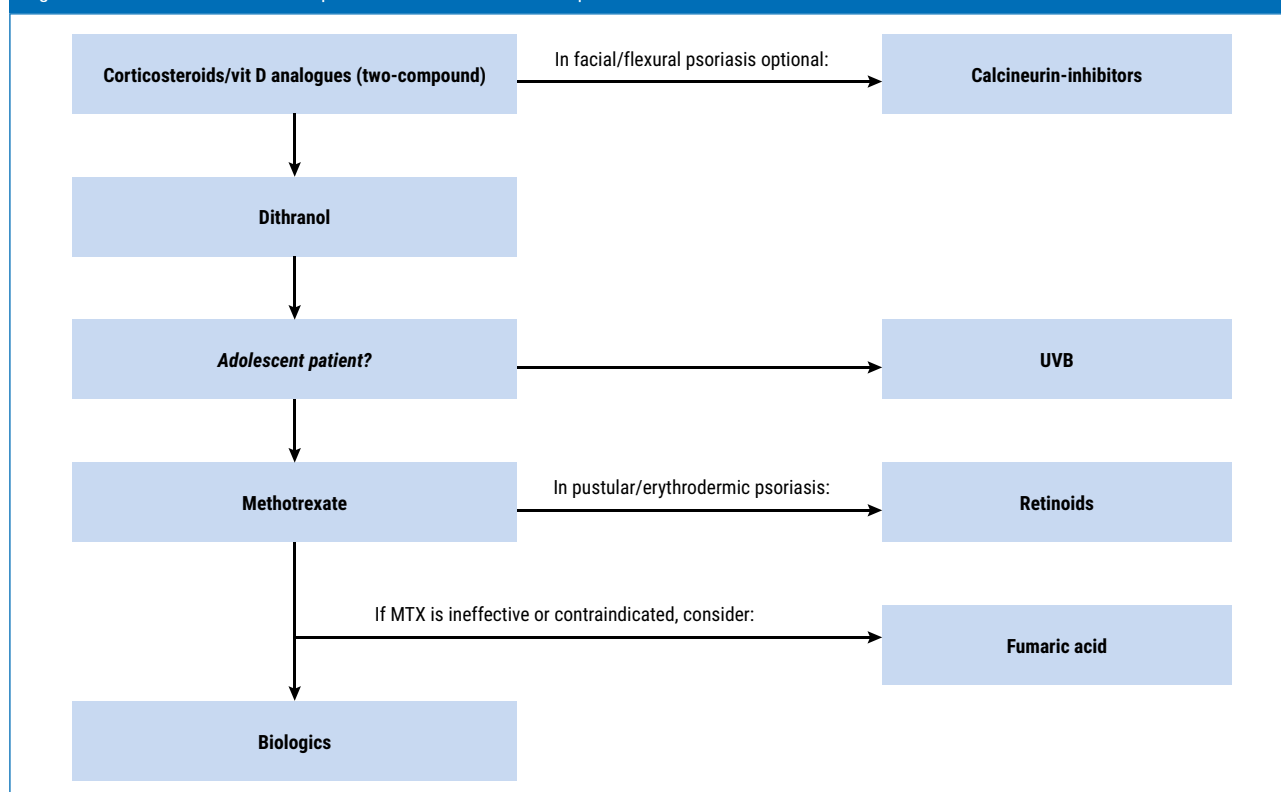 Corticosteroids/vit D analogues (two-compound)
In facial/flexural psoriasis optional:
Calcineurin-inhibitors
Dithranol
Adolescent patient?
UVB
Methotrexate
In pustular/erythrodermic psoriasis:
Retinoids
If MTX is ineffective or contraindicated, consider:
Fumaric acid
Biologics